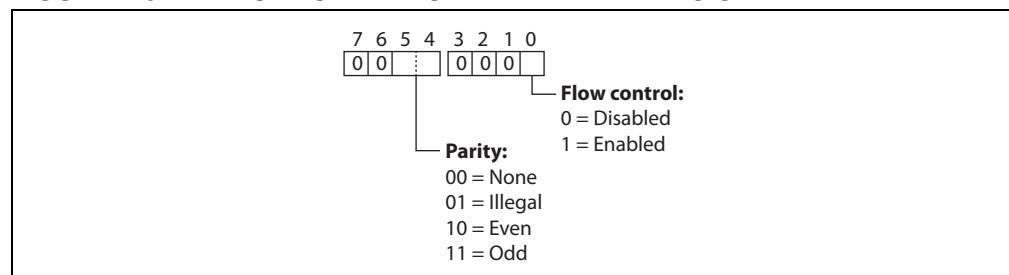 7 6 5 4 3 2 1 0
0 0 0 0 0
Flow control:
0 = Disabled
1 = Enabled
Parity:
00 = None
01 = Illegal
10 = Even
11 = Odd